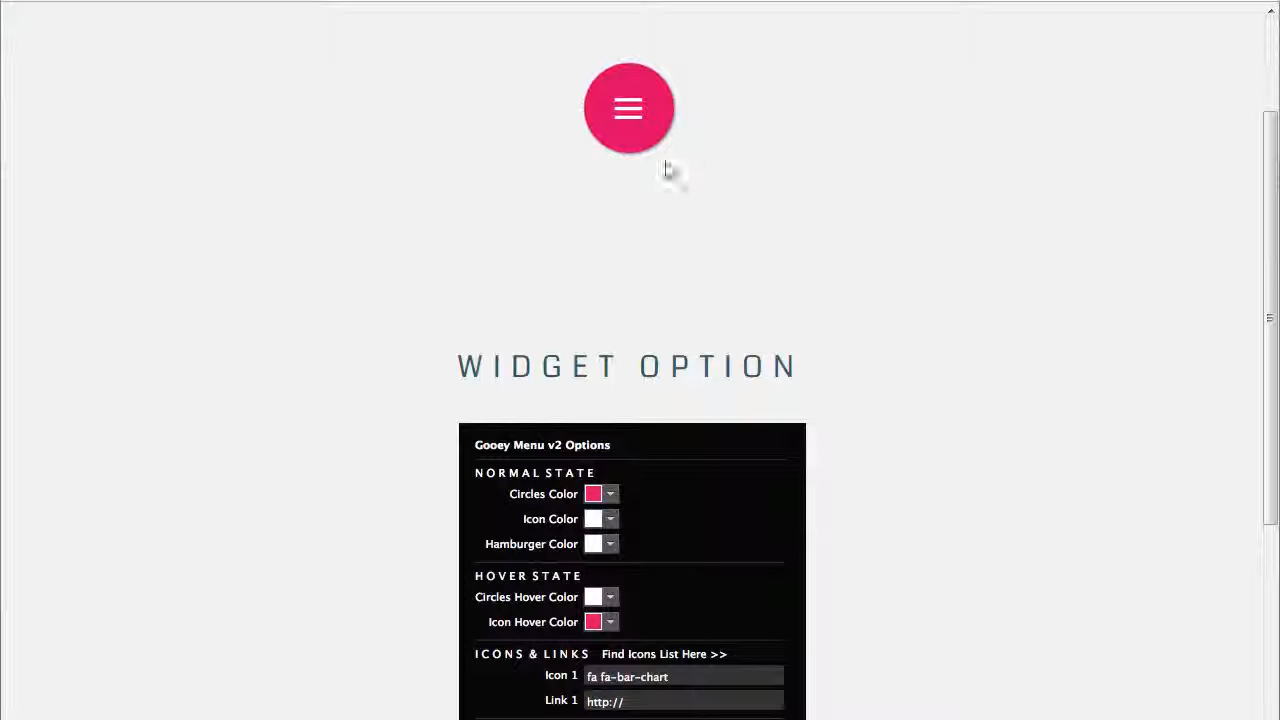 WIDGET OPTION
Gooey Menu v2 Options
NORMAL STATE
Circles Color
Icon Color
Hamburger Color
HOVER STATE
Circles Hover Color
Icon Hover Color
ICONS & LINKS Find Icons List Here >>
Icon 1 fa fa-bar-chart
Link 1 http://